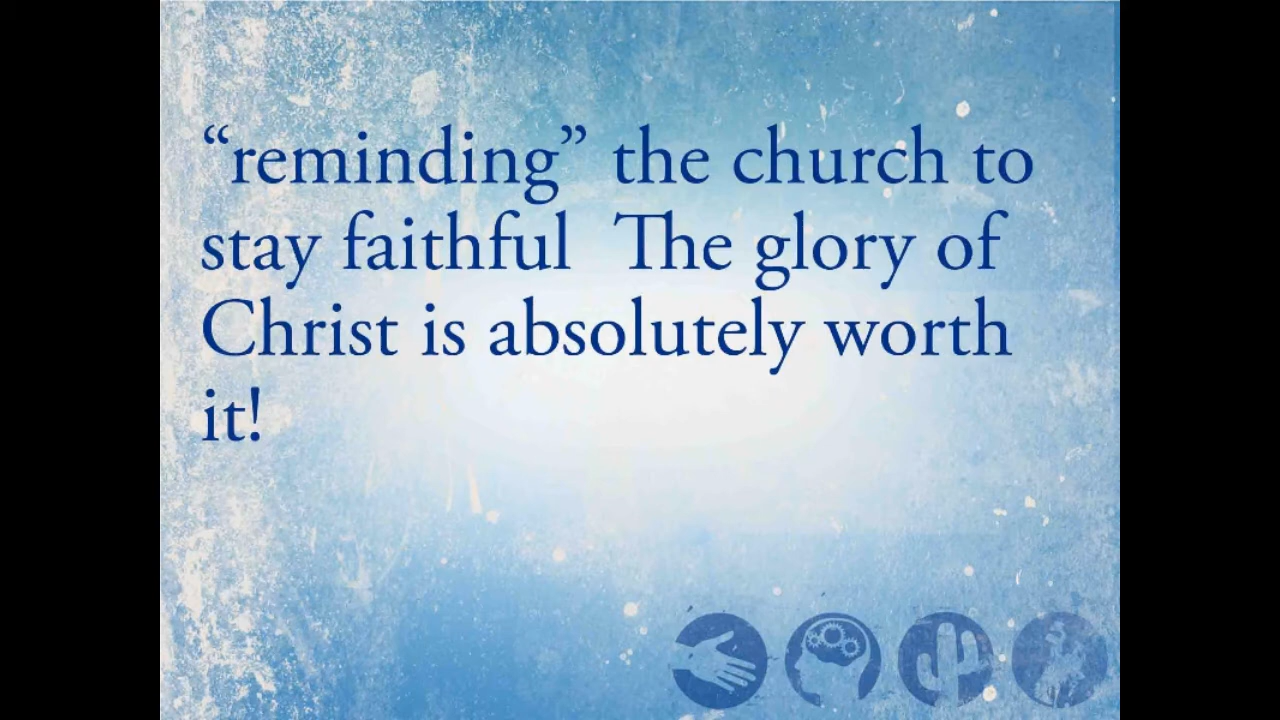 “reminding” the church to
stay faithful  The glory of
Christ is absolutely worth
it!